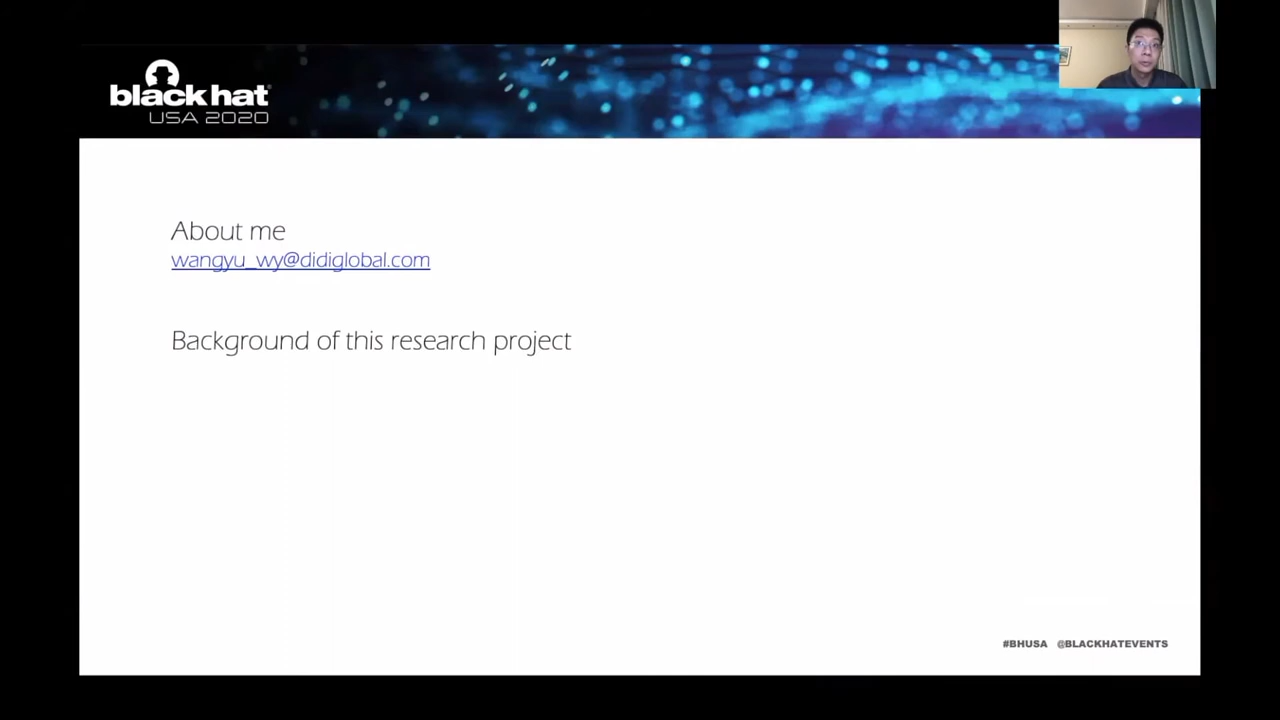 black hat
USA 2020
About me
wangyu_wy@didiglobal.com
Background of this research project
#BHUSA @BLACKHATEVENTS